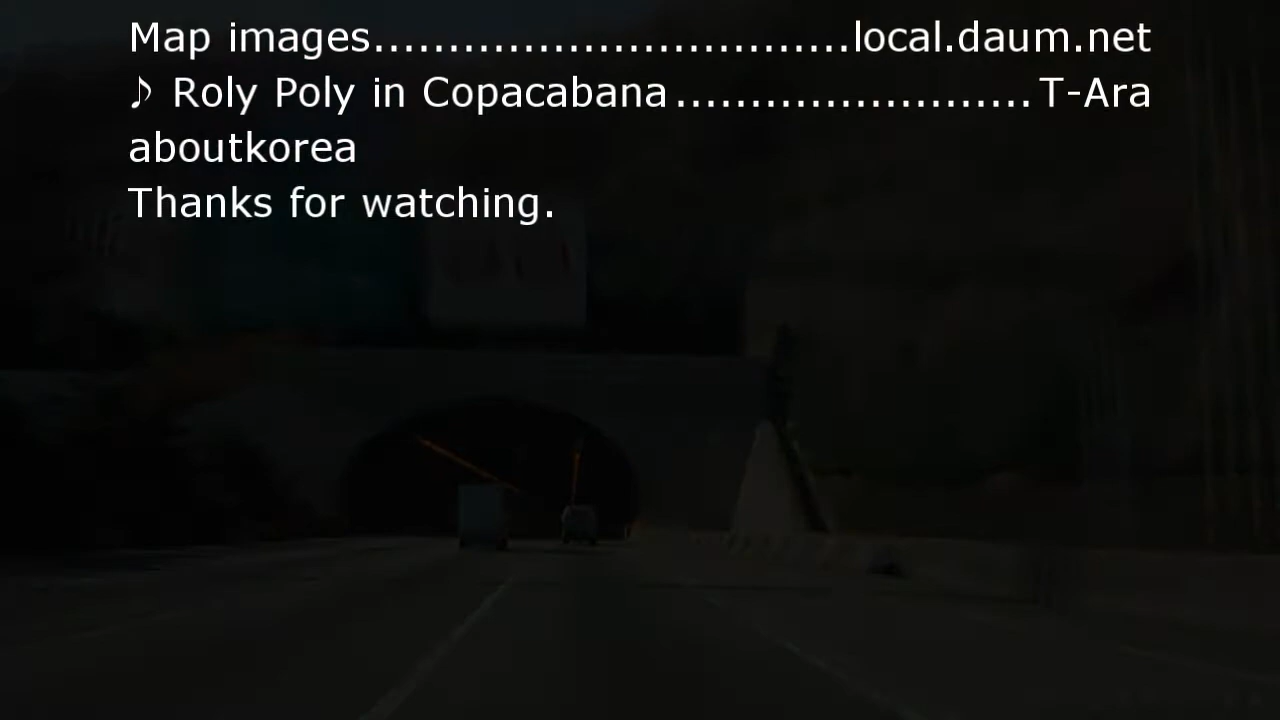 Map images................................local.daum.net
♪ Roly Poly in Copacabana........................T-Ara
aboutkorea
Thanks for watching.